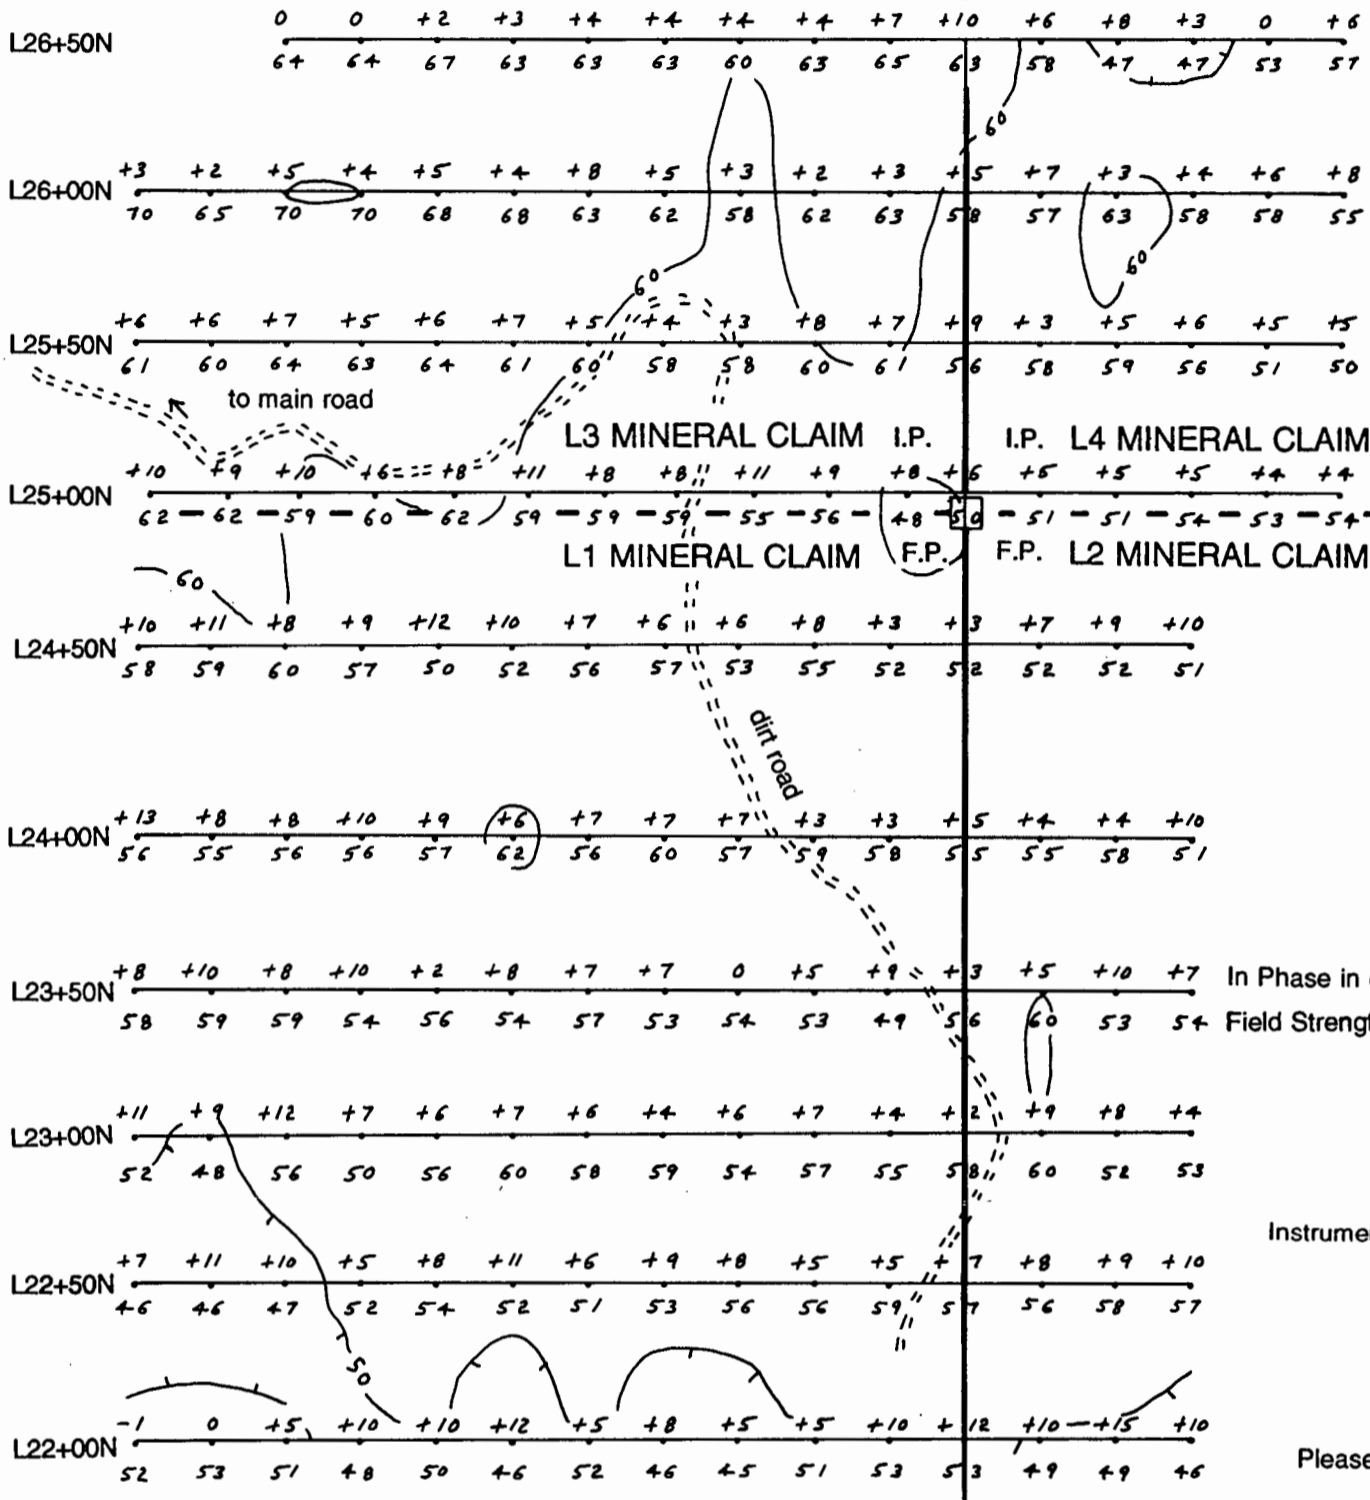 0 0 +2 +3 +4 +4 +4 +4 +7 +10 +6 +8 +3 0 +6
L26+50N
64 64 67 63 63 63 60 63 65 63 58 47 47 53 57
60
+3 +2 +5 +4 +5 +4 +8 +5 +3 +2 +3 +5 +7 +3 +4 +6 +8
L26+00N
70 65 70 70 68 68 63 62 58 62 63 58 57 63 58 58 55
60 60
+6 +6 +7 +5 +6 +7 +5 +4 +3 +8 +7 +9 +3 +5 +6 +5 +5
L25+50N
61 60 64 63 64 61 60 58 58 60 61 56 58 59 56 51 50
to main road
L3 MINERAL CLAIM I.P. I.P. L4 MINERAL CLAIM
+10 +9 +10 +6 +8 +11 +8 +8 +11 +9 +8 +6 +5 +5 +5 +4 +4
L25+00N
62 62 59 60 62 59 59 59 55 56 48 50 51 51 54 53 54
L1 MINERAL CLAIM F.P. F.P. L2 MINERAL CLAIM
60
+10 +11 +8 +9 +12 +10 +7 +6 +6 +8 +3 +3 +7 +9 +10
L24+50N
58 59 60 57 50 52 56 57 53 55 52 52 52 52 51
dirt road
+13 +8 +8 +10 +9 +6 +7 +7 +7 +3 +3 +5 +4 +4 +10
L24+00N
56 55 56 56 57 62 56 60 57 59 58 55 55 58 51
+8 +10 +8 +10 +2 +8 +7 +7 0 +5 +9 +3 +5 +10 +7 In Phase in
L23+50N
58 59 59 54 56 54 57 53 54 53 49 56 60 53 54 Field Strengt
+11 +9 +12 +7 +6 +7 +6 +4 +6 +7 +4 +2 +9 +8 +4
L23+00N
52 48 56 50 56 60 58 59 54 57 55 58 60 52 53
Instrumen
+7 +11 +10 +5 +8 +11 +6 +9 +8 +5 +5 +7 +8 +9 +10
L22+50N
46 46 47 52 54 52 51 53 56 56 59 57 56 58 57
50
-1 0 +5 +10 +10 +12 +5 +8 +5 +5 +10 +12 +10 +15 +10
L22+00N
52 53 51 48 50 46 52 46 45 51 53 53 49 49 46
Please